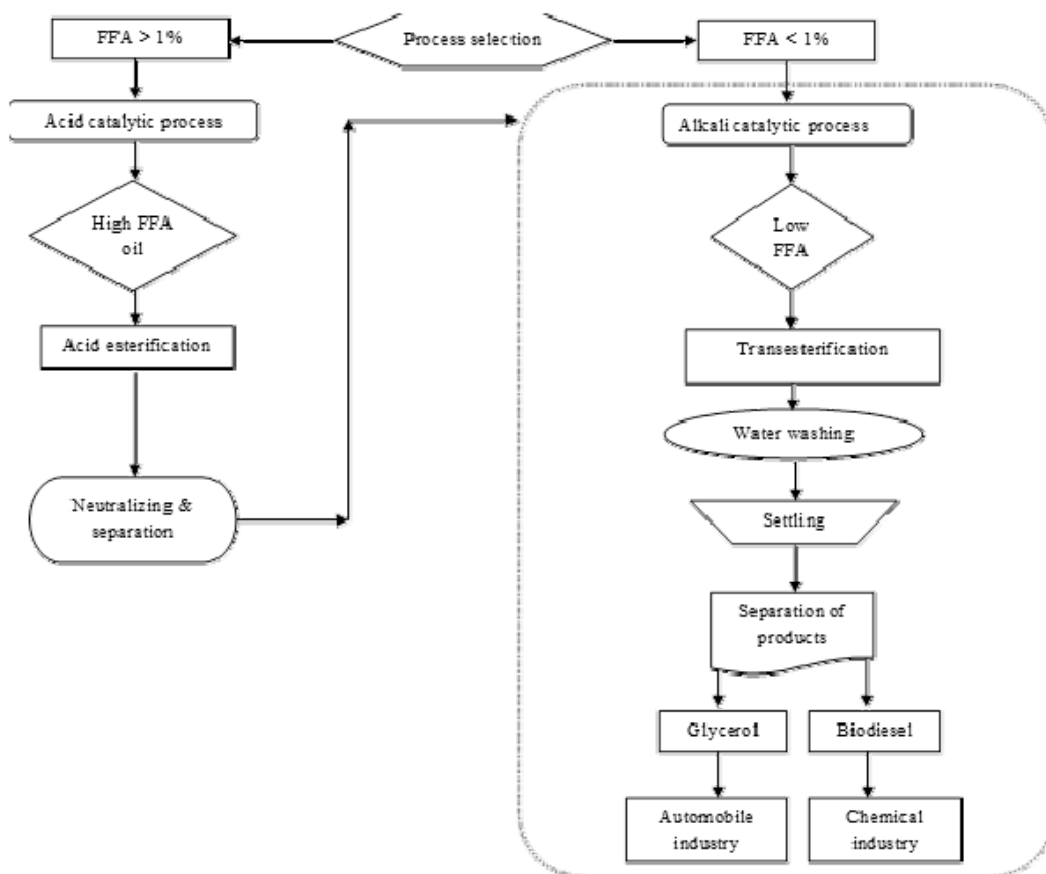 FFA > 1%
Process selection
FFA < 1%
Acid catalytic process
Alkali catalytic process
High FFA
oil
Low
FFA
Acid esterification
Transesterification
Water washing
Neutralizing &
separation
Settling
Separation of
products
Glycerol
Biodiesel
Automobile
industry
Chemical
industry